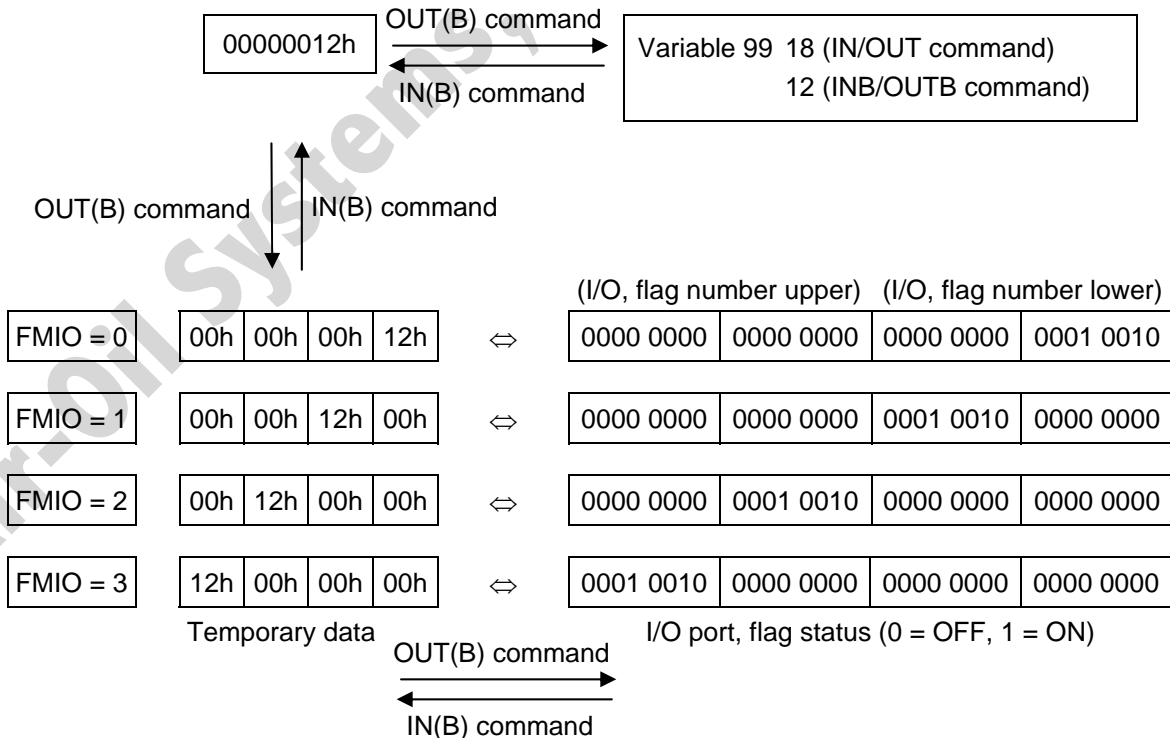 OUT(B) command
00000012h
Variable 99 18 (IN/OUT command)
12 (INB/OUTB command)
IN(B) command
OUT(B) command
IN(B) command
(I/O, flag number upper) (I/O, flag number lower)
FMIO = 0 00h 00h 00h 12h ⇔ 0000 0000 0000 0000 0000 0000 0001 0010
FMIO = 1 00h 00h 12h 00h ⇔ 0000 0000 0000 0000 0001 0010 0000 0000
FMIO = 2 00h 12h 00h 00h ⇔ 0000 0000 0001 0010 0000 0000 0000 0000
FMIO = 3 12h 00h 00h 00h ⇔ 0001 0010 0000 0000 0000 0000 0000 0000
Temporary data I/O port, flag status (0 = OFF, 1 = ON)
OUT(B) command
IN(B) command
r-Oil Systems,